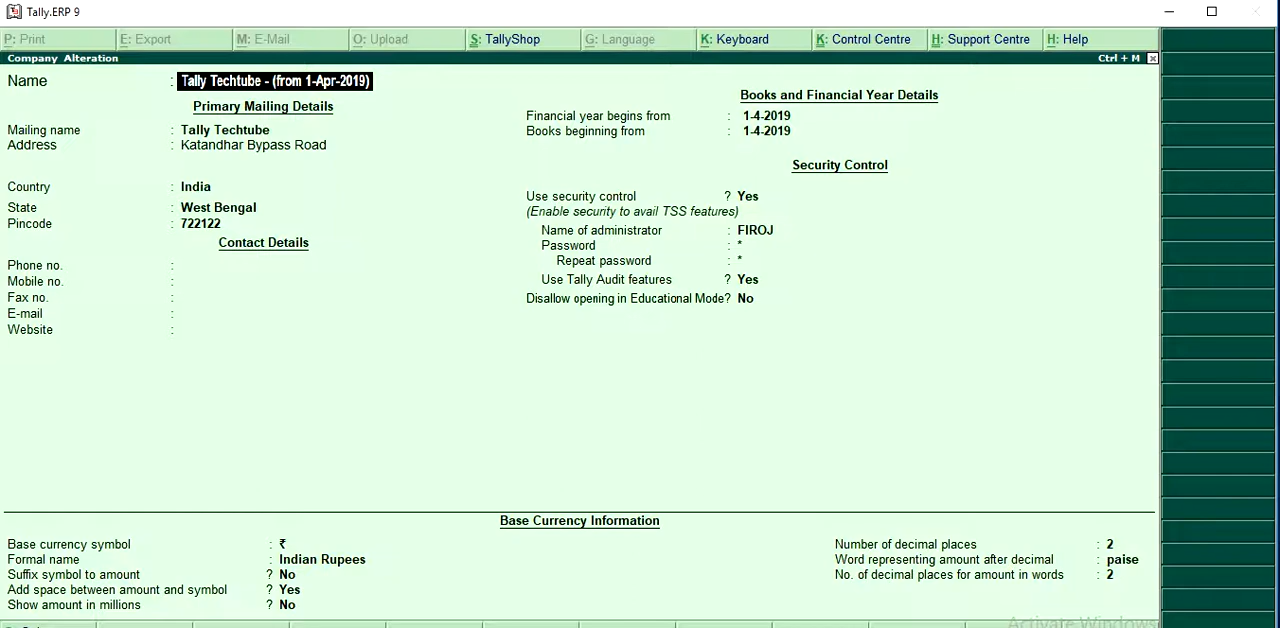 Tally.ERP 9
P: Print E: Export M: E-Mail O: Upload S: TallyShop G: Language K: Keyboard K: Control Centre H: Support Centre H: Help
Company Alteration Ctrl + M
Name : Tally Techtube - (from 1-Apr-2019)
Primary Mailing Details
Mailing name : Tally Techtube
Address : Katandhar Bypass Road
Country : India
State : West Bengal
Pincode : 722122
Contact Details
Phone no. :
Mobile no. :
Fax no. :
E-mail :
Website :
Books and Financial Year Details
Financial year begins from : 1-4-2019
Books beginning from : 1-4-2019
Security Control
Use security control ? Yes
(Enable security to avail TSS features)
Name of administrator : FIROJ
Password : *
Repeat password : *
Use Tally Audit features ? Yes
Disallow opening in Educational Mode? No
Base Currency Information
Base currency symbol : ₹
Formal name : Indian Rupees
Suffix symbol to amount ? No
Add space between amount and symbol ? Yes
Show amount in millions ? No
Number of decimal places : 2
Word representing amount after decimal : paise
No. of decimal places for amount in words : 2
Activate Windows